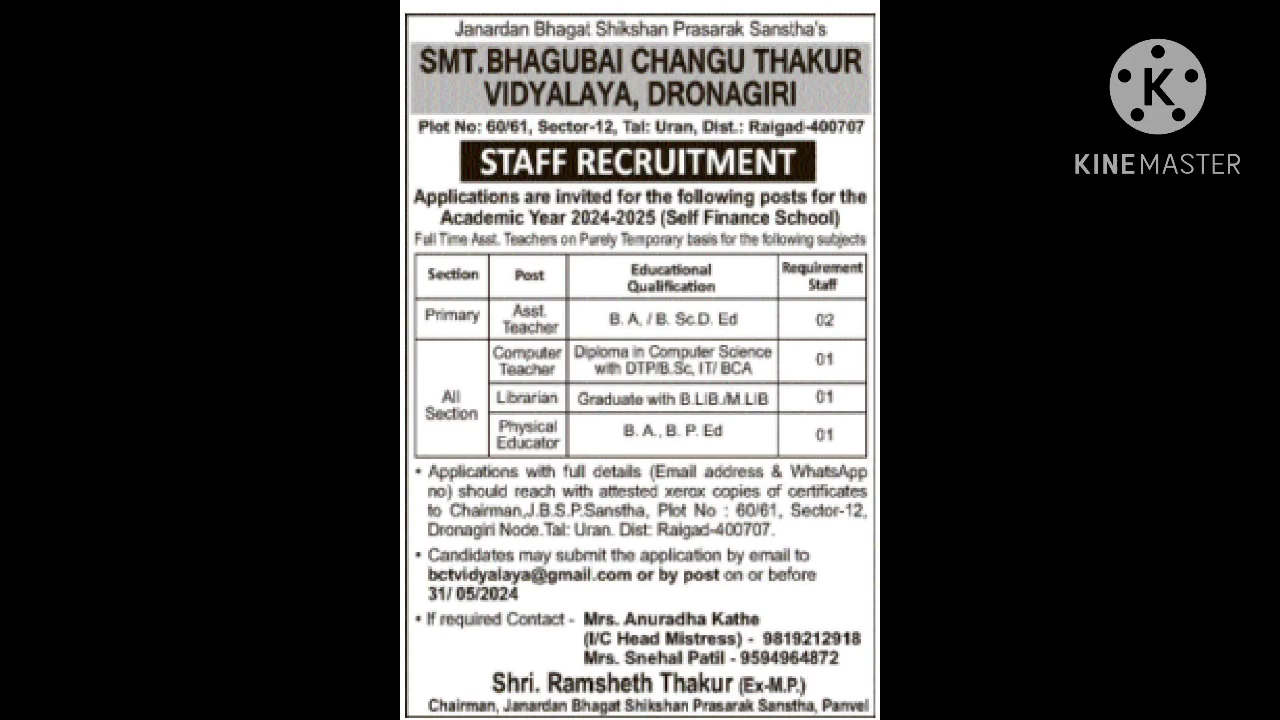 Janardan Bhagat Shikshan Prasarak Sanstha's
SMT.BHAGUBAI CHANGU THAKUR
VIDYALAYA, DRONAGIRI
Plot No: 60/61, Sector-12, Tal: Uran, Dist.: Raigad-400707
STAFF RECRUITMENT
Applications are invited for the following posts for the
Academic Year 2024-2025 (Self Finance School)
Full Time Asst. Teachers on Purely Temporary basis for the following subjects
Section Post Educational Qualification Requirement Staff
Primary Asst. Teacher B. A. / B. Sc.D. Ed 02
All Section Computer Teacher Diploma in Computer Science with DTP/B.Sc, IT/ BCA 01
Librarian Graduate with B.LIB./M.LIB 01
Physical Educator B. A., B. P. Ed 01
• Applications with full details (Email address & WhatsApp
no) should reach with attested xerox copies of certificates
to Chairman,J.B.S.P.Sanstha, Plot No : 60/61, Sector-12,
Dronagiri Node.Tal: Uran. Dist: Raigad-400707.
• Candidates may submit the application by email to
bctvidyalaya@gmail.com or by post on or before
31/ 05/2024
• If required Contact - Mrs. Anuradha Kathe
(I/C Head Mistress) - 9819212918
Mrs. Snehal Patil - 9594964872
Shri. Ramsheth Thakur (Ex-M.P.)
Chairman, Janardan Bhagat Shikshan Prasarak Sanstha, Panvel
K
KINEMASTER